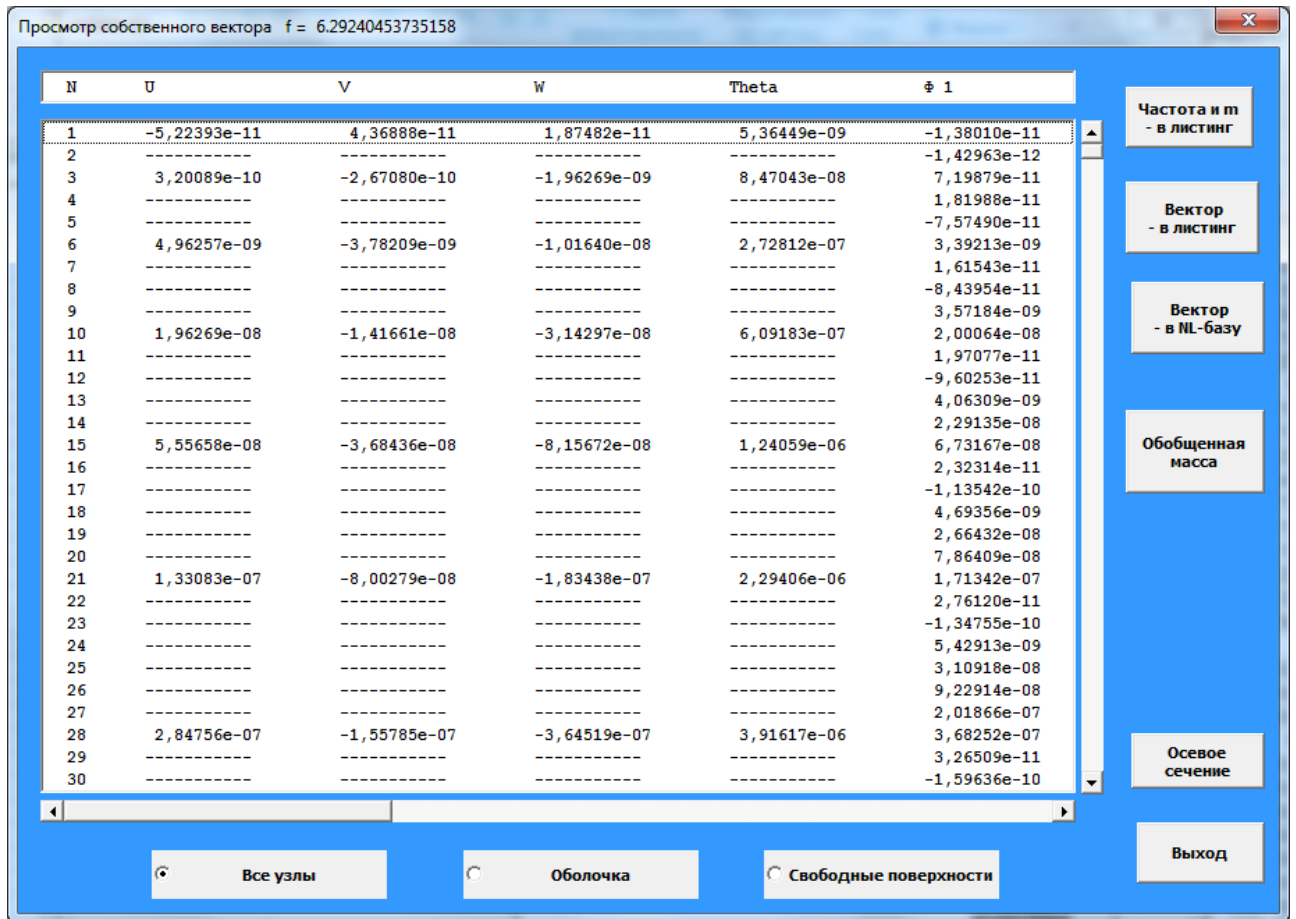 Просмотр собственного вектора f = 6.29240453735158
N U V W Theta Ф 1
1 -5,22393e-11 4,36888e-11 1,87482e-11 5,36449e-09 -1,38010e-11
2 ----------- ----------- ----------- ----------- -1,42963e-12
3 3,20089e-10 -2,67080e-10 -1,96269e-09 8,47043e-08 7,19879e-11
4 ----------- ----------- ----------- ----------- 1,81988e-11
5 ----------- ----------- ----------- ----------- -7,57490e-11
6 4,96257e-09 -3,78209e-09 -1,01640e-08 2,72812e-07 3,39213e-09
7 ----------- ----------- ----------- ----------- 1,61543e-11
8 ----------- ----------- ----------- ----------- -8,43954e-11
9 ----------- ----------- ----------- ----------- 3,57184e-09
10 1,96269e-08 -1,41661e-08 -3,14297e-08 6,09183e-07 2,00064e-08
11 ----------- ----------- ----------- ----------- 1,97077e-11
12 ----------- ----------- ----------- ----------- -9,60253e-11
13 ----------- ----------- ----------- ----------- 4,06309e-09
14 ----------- ----------- ----------- ----------- 2,29135e-08
15 5,55658e-08 -3,68436e-08 -8,15672e-08 1,24059e-06 6,73167e-08
16 ----------- ----------- ----------- ----------- 2,32314e-11
17 ----------- ----------- ----------- ----------- -1,13542e-10
18 ----------- ----------- ----------- ----------- 4,69356e-09
19 ----------- ----------- ----------- ----------- 2,66432e-08
20 ----------- ----------- ----------- ----------- 7,86409e-08
21 1,33083e-07 -8,00279e-08 -1,83438e-07 2,29406e-06 1,71342e-07
22 ----------- ----------- ----------- ----------- 2,76120e-11
23 ----------- ----------- ----------- ----------- -1,34755e-10
24 ----------- ----------- ----------- ----------- 5,42913e-09
25 ----------- ----------- ----------- ----------- 3,10918e-08
26 ----------- ----------- ----------- ----------- 9,22914e-08
27 ----------- ----------- ----------- ----------- 2,01866e-07
28 2,84756e-07 -1,55785e-07 -3,64519e-07 3,91617e-06 3,68252e-07
29 ----------- ----------- ----------- ----------- 3,26509e-11
30 ----------- ----------- ----------- ----------- -1,59636e-10
Частота и m
- в листинг
Вектор
- в листинг
Вектор
- в NL-базу
Обобщенная
масса
Осевое
сечение
Выход
Все узлы
Оболочка
Свободные поверхности